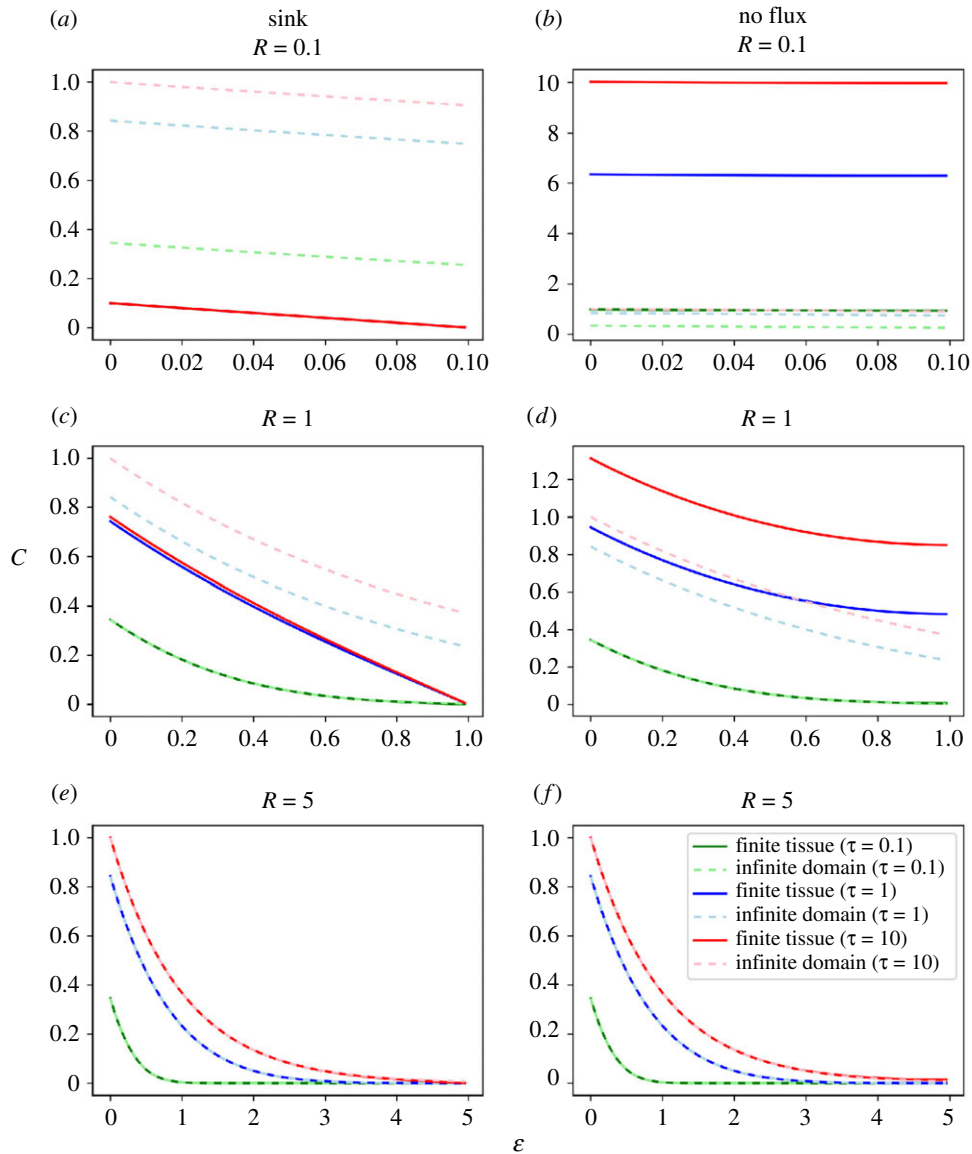 (a) sink (b) no flux
R = 0.1 R = 0.1
1.0 10
0.8 8
0.6 6
0.4 4
0.2 2
0 0
0 0.02 0.04 0.06 0.08 0.10 0 0.02 0.04 0.06 0.08 0.10
(c) R = 1 (d) R = 1
1.0 1.2
0.8 1.0
0.6 0.8
C
0.4 0.6
0.2 0.4
0 0.2
0
0 0.2 0.4 0.6 0.8 1.0 0 0.2 0.4 0.6 0.8 1.0
(e) R = 5 (f) R = 5
1.0 1.0
0.8 0.8
0.6 0.6
0.4 0.4
0.2 0.2
0 0
finite tissue (τ = 0.1)
infinite domain (τ = 0.1)
finite tissue (τ = 1)
infinite domain (τ = 1)
finite tissue (τ = 10)
infinite domain (τ = 10)
0 1 2 3 4 5 0 1 2 3 4 5
ε